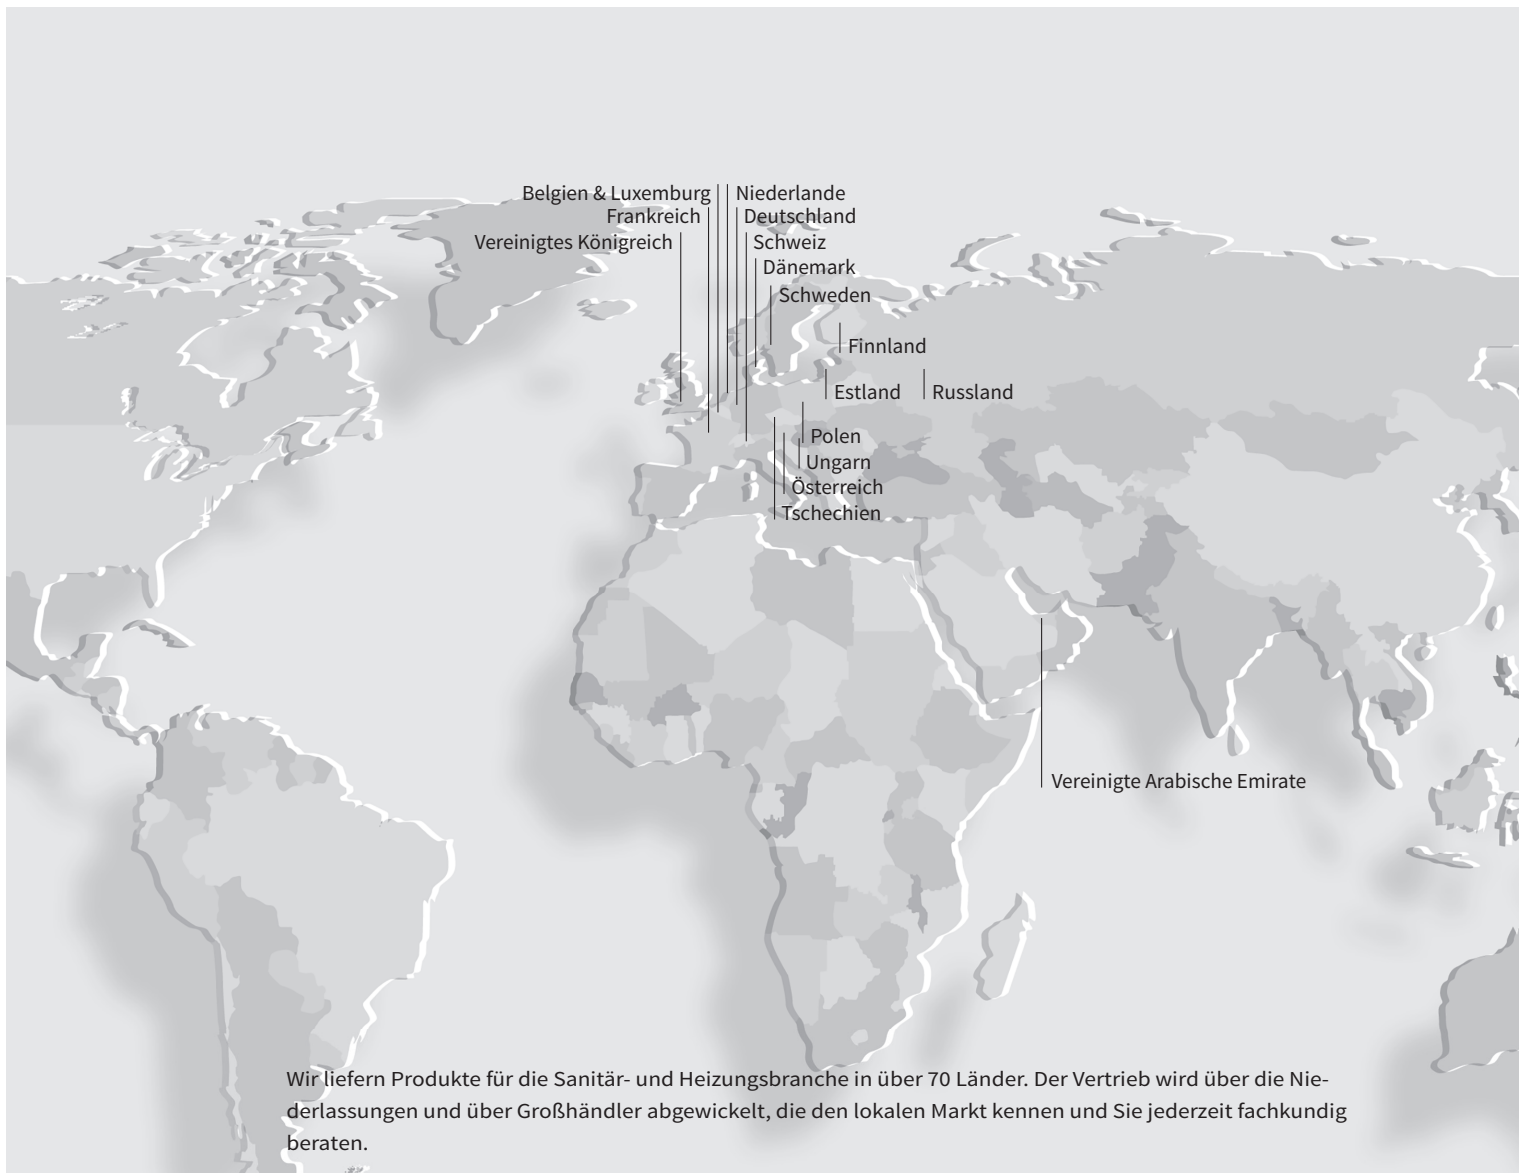 Belgien & Luxemburg
Niederlande
Frankreich
Deutschland
Vereinigtes Königreich
Schweiz
Dänemark
Schweden
Finnland
Estland
Russland
Polen
Ungarn
Österreich
Tschechien
Vereinigte Arabische Emirate
Wir liefern Produkte für die Sanitär- und Heizungsbranche in über 70 Länder. Der Vertrieb wird über die Nie-
derlassungen und über Großhändler abgewickelt, die den lokalen Markt kennen und Sie jederzeit fachkundig
beraten.